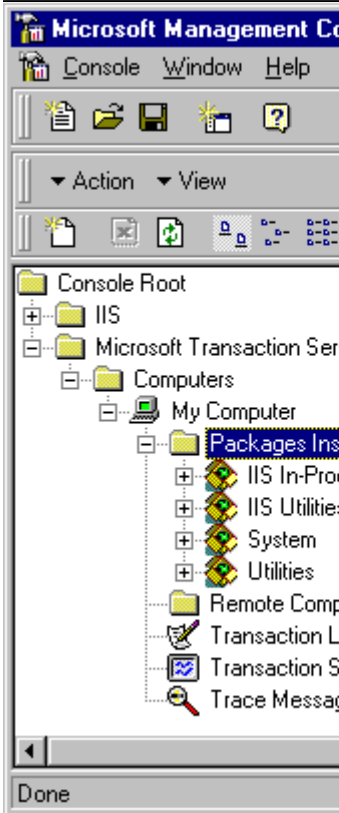 Microsoft Management Co
Console Window Help
Action View
Console Root
IIS
Microsoft Transaction Ser
Computers
My Computer
Packages Ins
IIS In-Pro
IIS Utilities
System
Utilities
Remote Comp
Transaction L
Transaction S
Trace Messag
Done